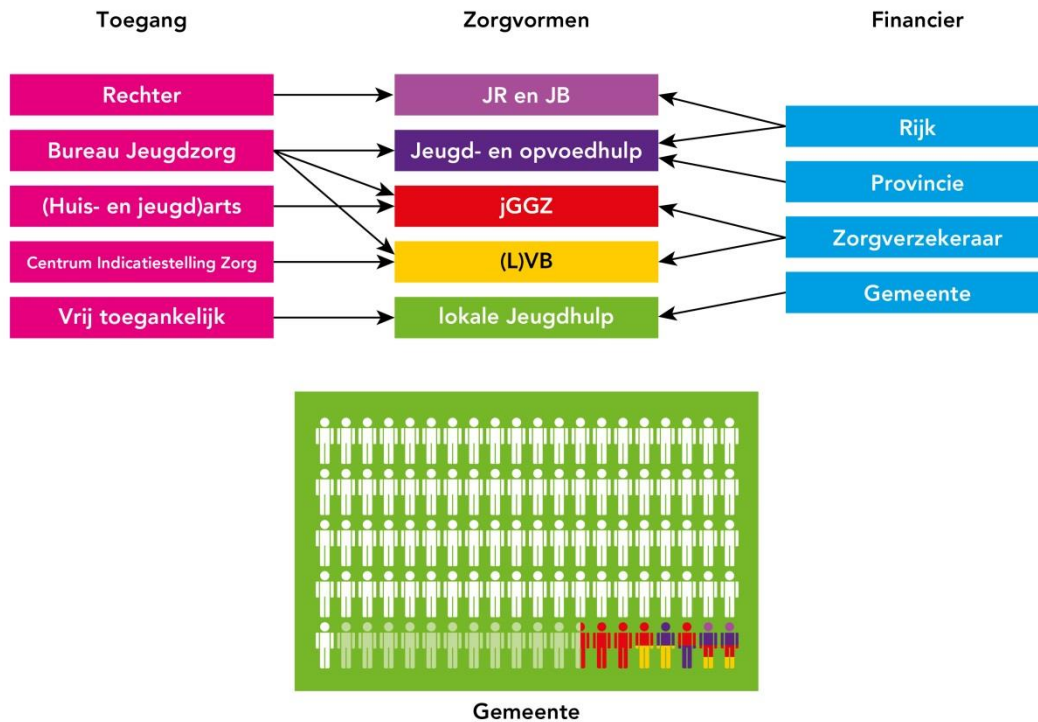 Toegang
Zorgvormen
Financier
Rechter
JR en JB
Rijk
Bureau Jeugdzorg
Jeugd- en opvoedhulp
Provincie
(Huis- en jeugd)arts
jGGZ
Zorgverzekeraar
Centrum Indicatiestelling Zorg
(L)VB
Gemeente
Vrij toegankelijk
lokale Jeugdhulp
Gemeente